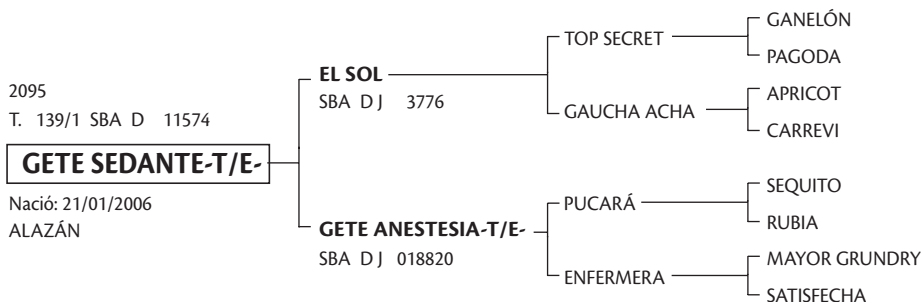 2095
T. 139/1 SBA D 11574
GETE SEDANTE-T/E-
Nació: 21/01/2006
ALAZÁN
EL SOL
SBA D J 3776
GETE ANESTESIA-T/E-
SBA D J 018820
TOP SECRET
GAUCHA ACHA
PUCARÁ
ENFERMERA
GANELÓN
PAGODA
APRICOT
CARREVI
SEQUITO
RUBIA
MAYOR GRUNDRY
SATISFECHA